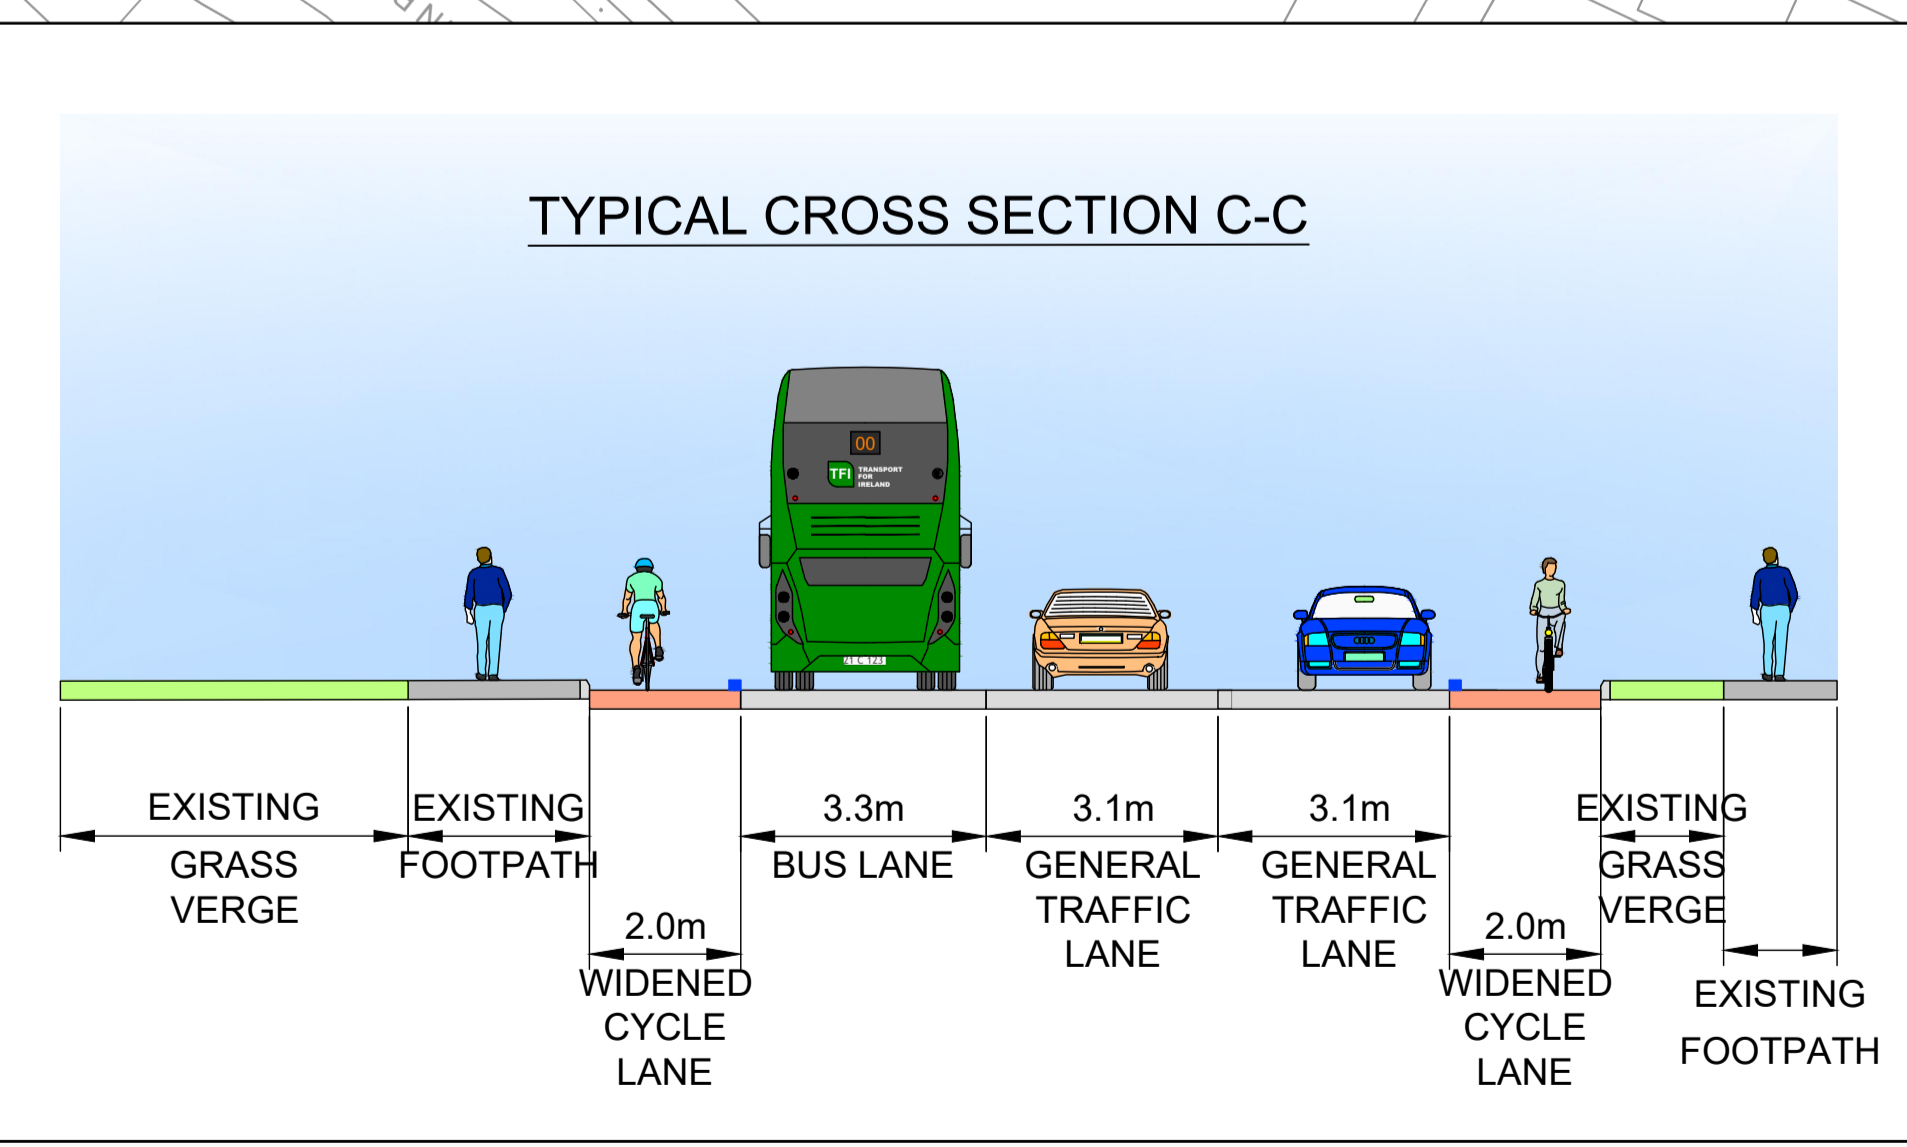 TYPICAL CROSS SECTION C-C
00
TFI
TRANSPORT
FOR
IRELAND
21 C 123
EXISTING
GRASS
VERGE
EXISTING
FOOTPATH
2.0m
WIDENED
CYCLE
LANE
3.3m
BUS LANE
3.1m
GENERAL
TRAFFIC
LANE
3.1m
GENERAL
TRAFFIC
LANE
2.0m
WIDENED
CYCLE
LANE
EXISTING
GRASS
VERGE
EXISTING
FOOTPATH